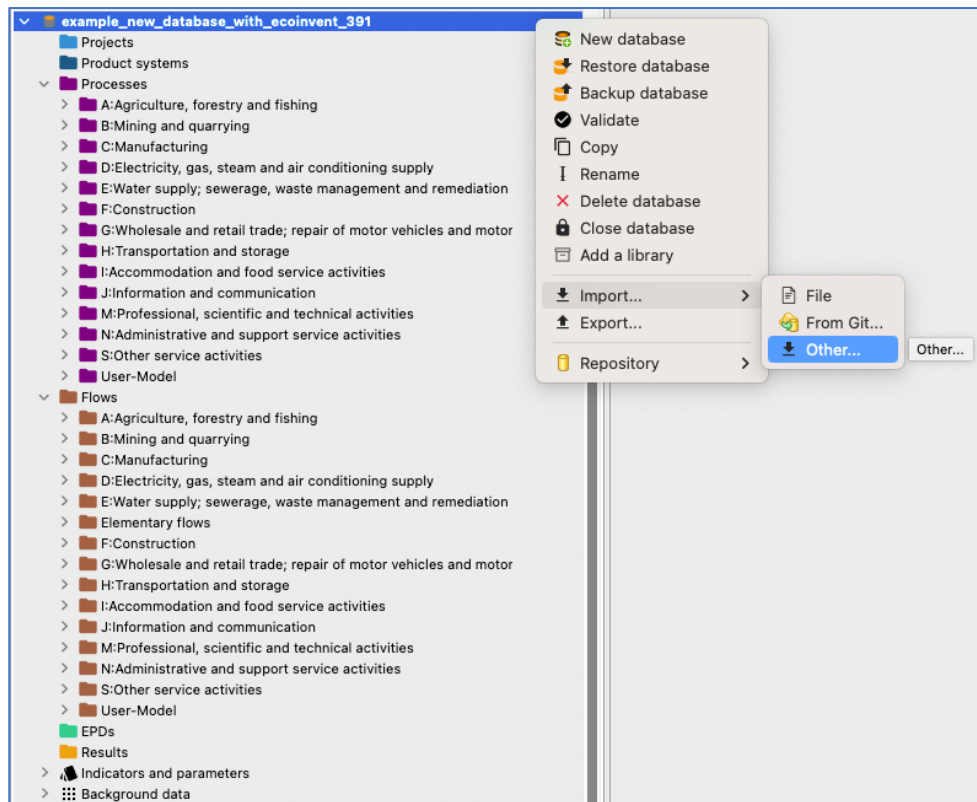 example_new_database_with_ecoinvent_391
Projects
Product systems
Processes
A:Agriculture, forestry and fishing
B:Mining and quarrying
C:Manufacturing
D:Electricity, gas, steam and air conditioning supply
E:Water supply; sewerage, waste management and remediation
F:Construction
G:Wholesale and retail trade; repair of motor vehicles and motor
H:Transportation and storage
I:Accommodation and food service activities
J:Information and communication
M:Professional, scientific and technical activities
N:Administrative and support service activities
S:Other service activities
User-Model
Flows
A:Agriculture, forestry and fishing
B:Mining and quarrying
C:Manufacturing
D:Electricity, gas, steam and air conditioning supply
E:Water supply; sewerage, waste management and remediation
Elementary flows
F:Construction
G:Wholesale and retail trade; repair of motor vehicles and motor
H:Transportation and storage
I:Accommodation and food service activities
J:Information and communication
M:Professional, scientific and technical activities
N:Administrative and support service activities
S:Other service activities
User-Model
EPDs
Results
Indicators and parameters
Background data
New database
Restore database
Backup database
Validate
Copy
Rename
Delete database
Close database
Add a library
Import...
Export...
Repository
File
From Git...
Other...
Other...